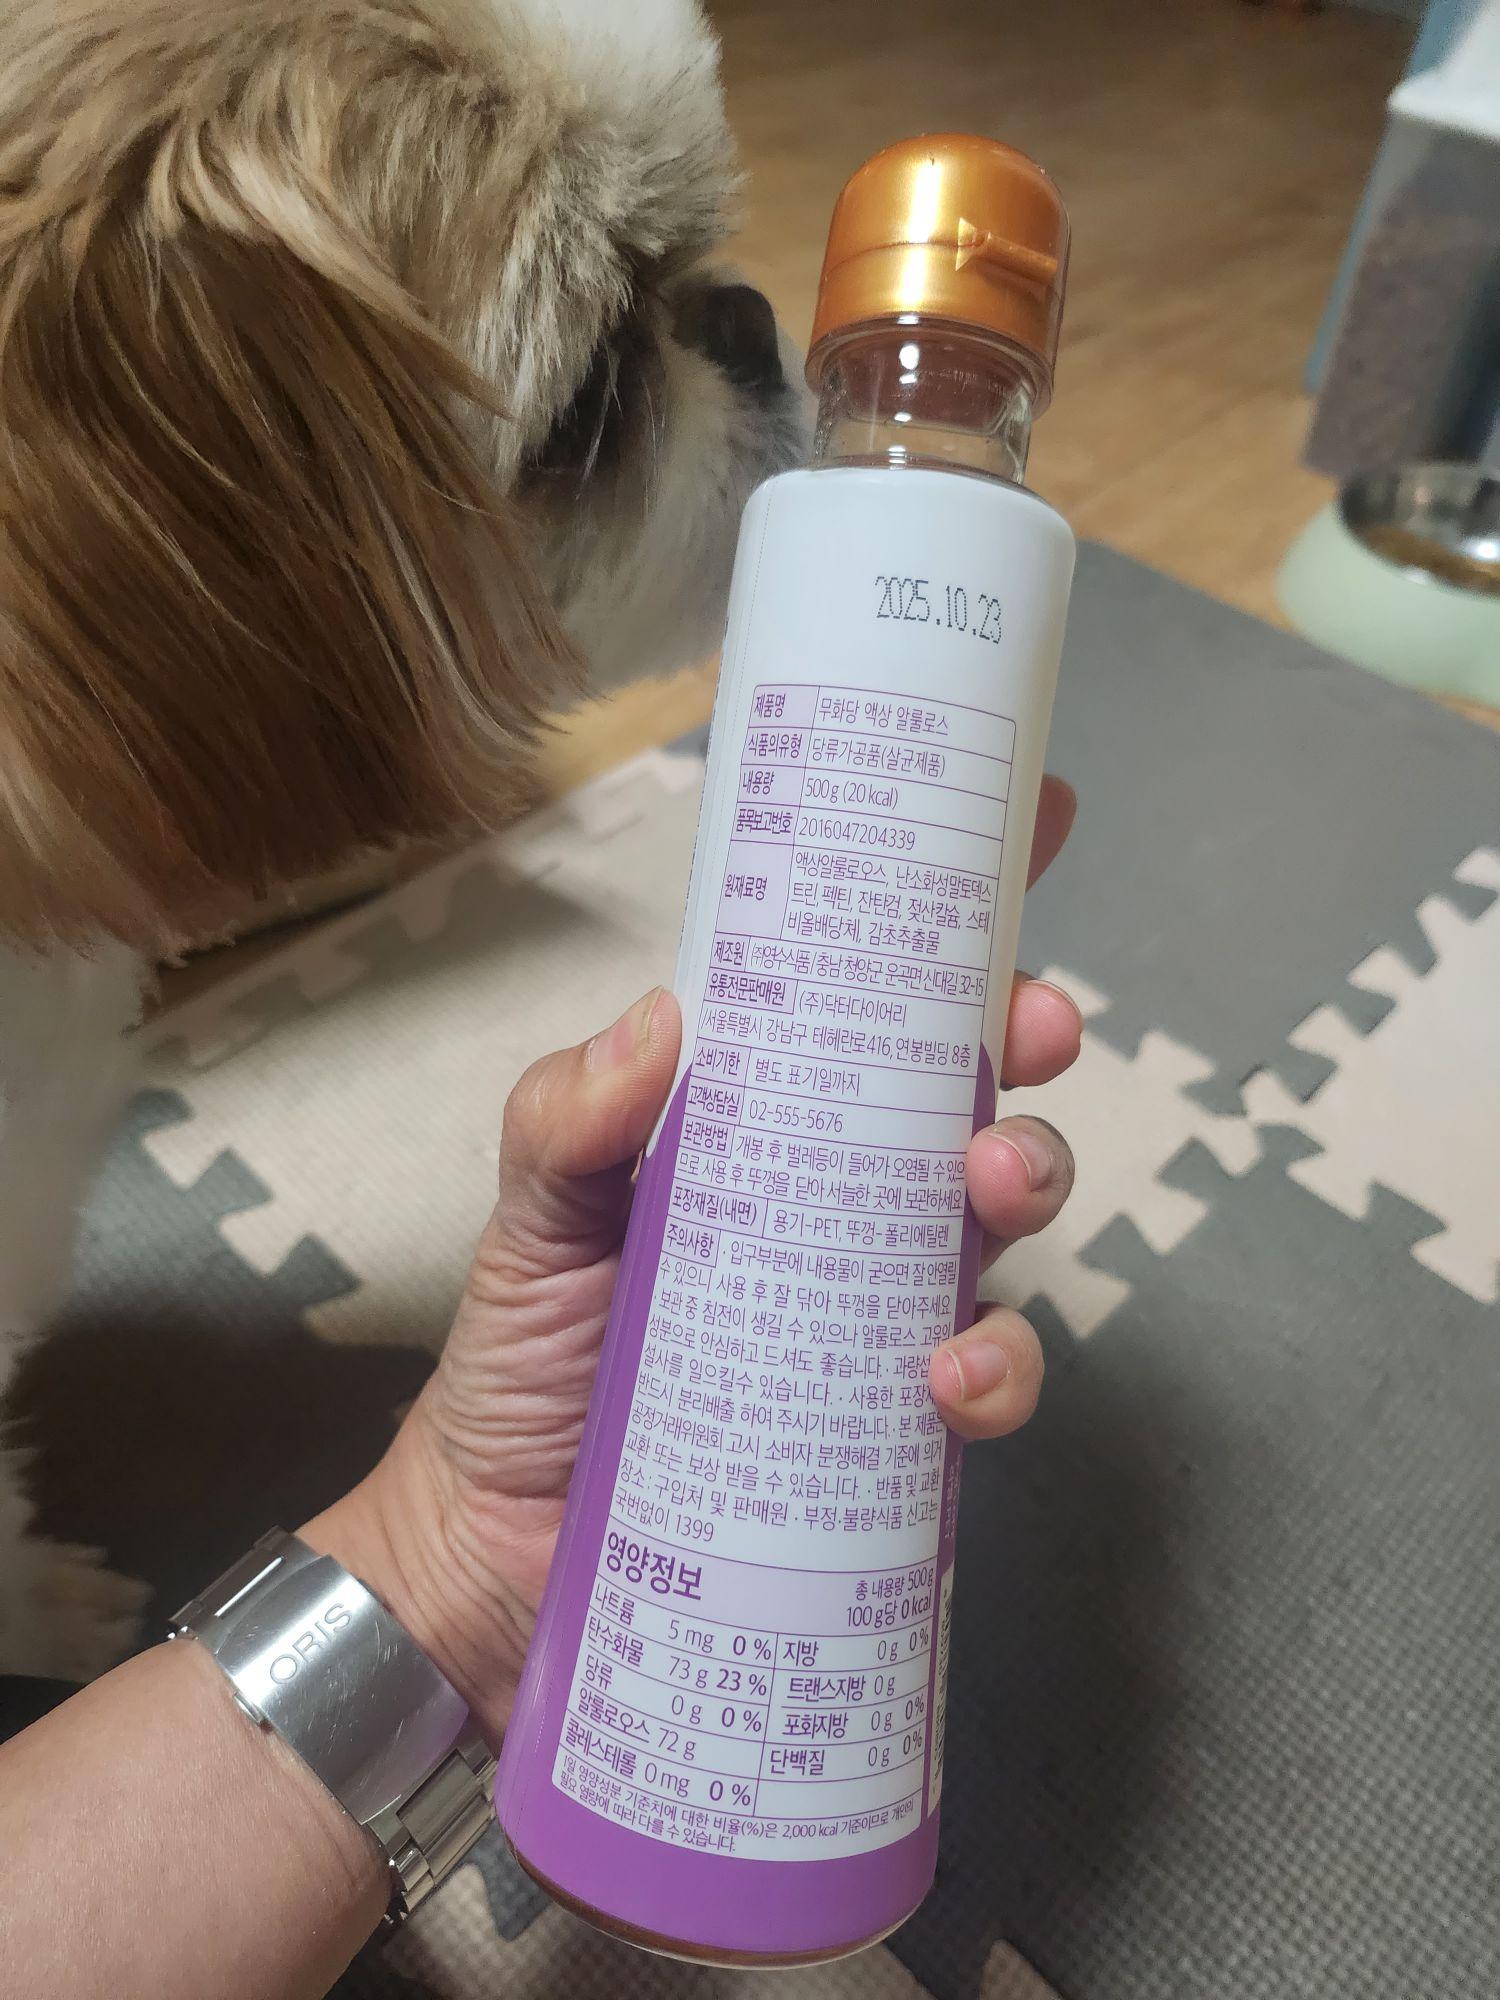 2025.10.23
제품명 무화당 액상 알룰로스
식품의유형 당류가공품(살균제품)
내용량 500g (20 kcal)
품목보고번호 2016047204339
원재료명 액상알룰로오스, 난소화성말토덱스
트린, 펙틴, 잔탄검, 젖산칼슘, 스테
비올배당체, 감초추출물
제조원 ㈜영수식품/충남 청양군 운곡면 신대길 32-15
유통전문판매원 (주)닥터다이어리
/서울특별시 강남구 테헤란로416, 연봉빌딩 8층
소비기한 별도 표기일까지
고객상담실 02-555-5676
보관방법 개봉 후 벌레등이 들어가 오염될 수 있으
므로 사용 후 뚜껑을 닫아 서늘한 곳에 보관하세요.
포장재질(내면) 용기-PET, 뚜껑-폴리에틸렌
주의사항 · 입구부분에 내용물이 굳으면 잘 안열릴
수 있으니 사용 후 잘 닦아 뚜껑을 닫아주세요.
· 보관 중 침전이 생길 수 있으나 알룰로스 고유의
성분으로 안심하고 드셔도 좋습니다. · 과량섭
설사를 일으킬수 있습니다. · 사용한 포장
반드시 분리배출 하여 주시기 바랍니다. · 본 제품은
공정거래위원회 고시 소비자 분쟁해결 기준에 의거
교환 또는 보상 받을 수 있습니다. · 반품 및 교환
장소 : 구입처 및 판매원 · 부정·불량식품 신고는
국번없이 1399
영양정보 총 내용량 500g
100g당 0 kcal
나트륨 5 mg 0 % 지방 0 g 0 %
탄수화물 73 g 23 % 트랜스지방 0 g
당류 0 g 0 % 포화지방 0 g 0 %
알룰로오스 72 g 단백질 0 g 0 %
콜레스테롤 0 mg 0 %
1일 영양성분 기준치에 대한 비율(%)은 2,000 kcal 기준이므로 개인의
필요 열량에 따라 다를 수 있습니다.
ORIS